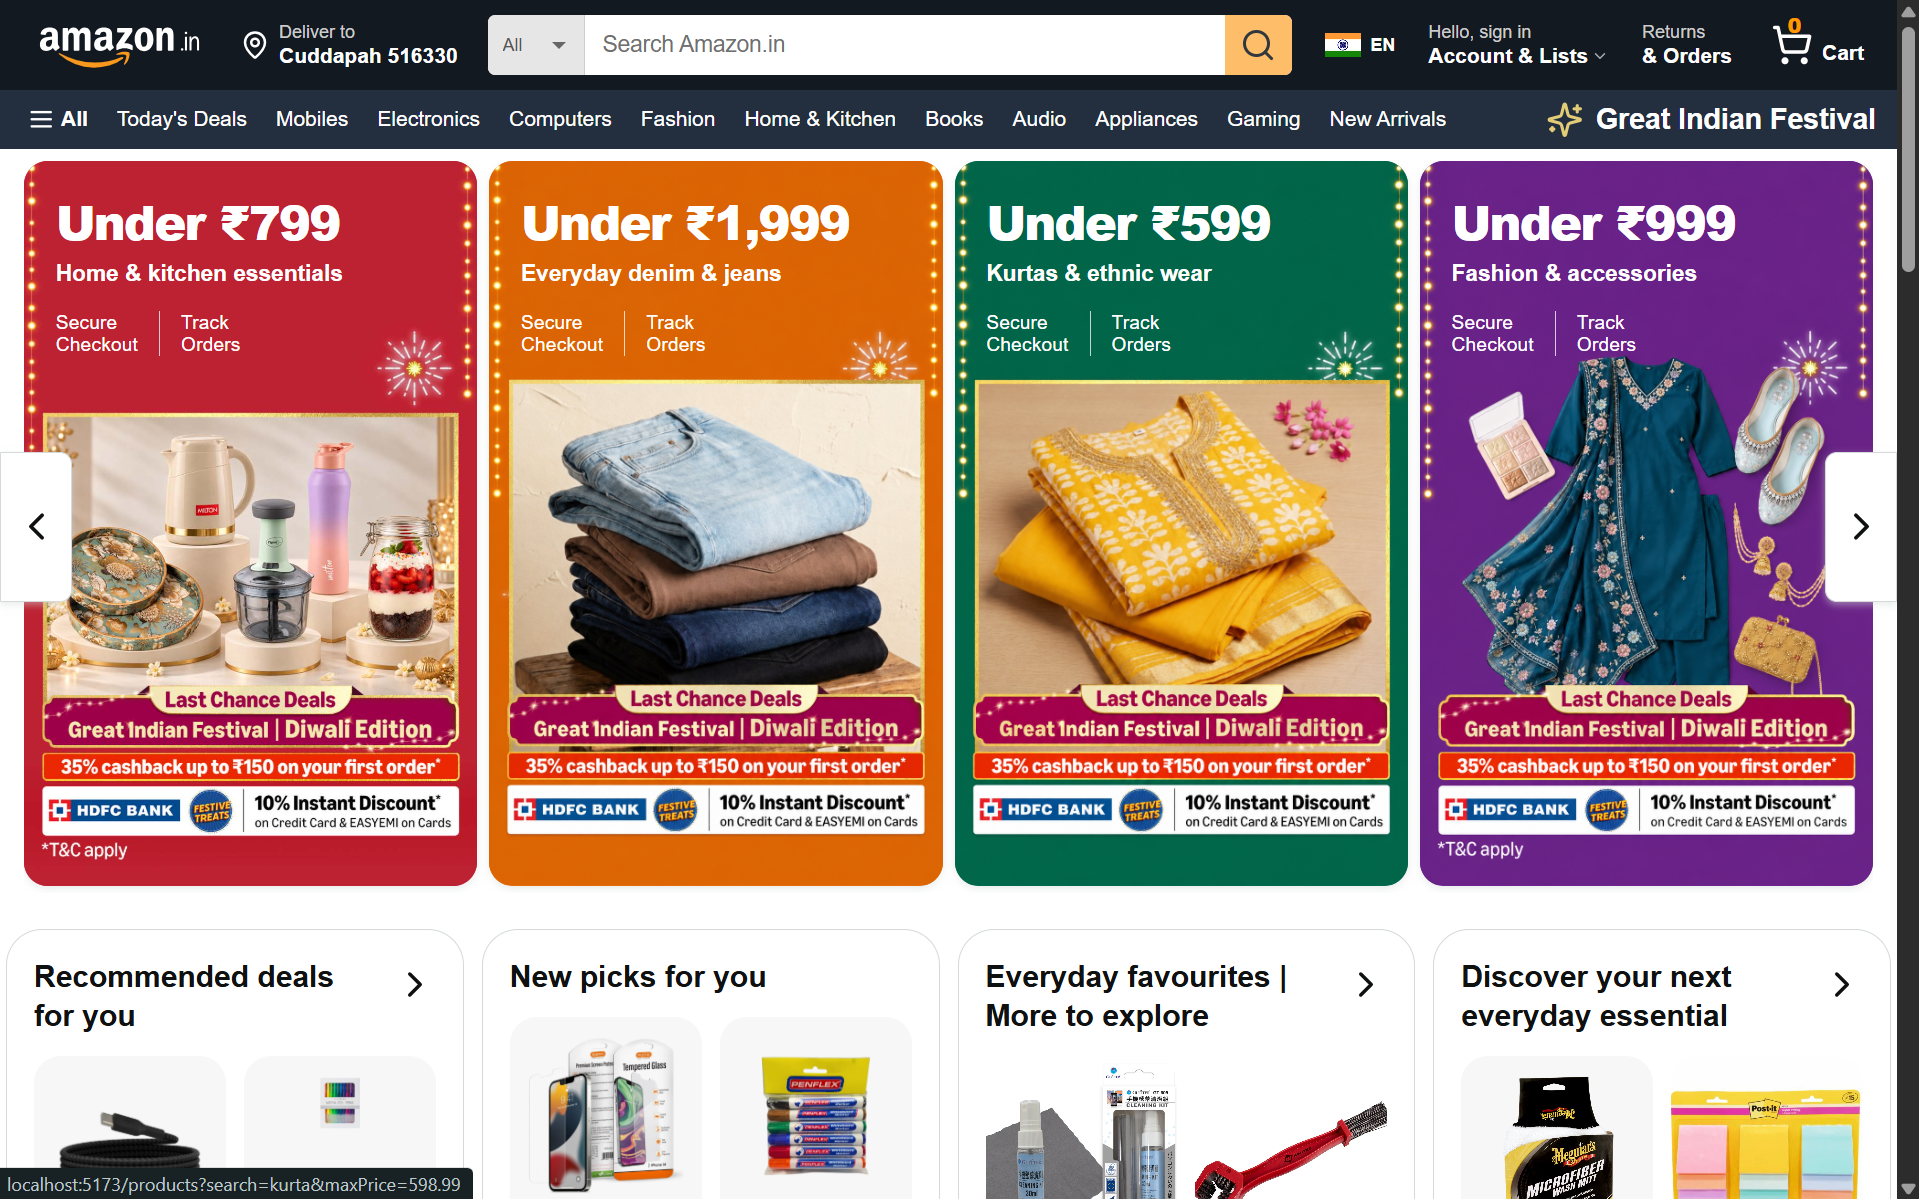 amazon.in
Deliver to
Cuddapah 516330
All
Search Amazon.in
EN
Hello, sign in
Account & Lists
Returns
& Orders
0
Cart
All
Today's Deals
Mobiles
Electronics
Computers
Fashion
Home & Kitchen
Books
Audio
Appliances
Gaming
New Arrivals
Great Indian Festival
Under ₹799
Home & kitchen essentials
Secure
Checkout
Track
Orders
MILTON
Last Chance Deals
Great Indian Festival | Diwali Edition
35% cashback up to ₹150 on your first order*
HDFC BANK
FESTIVE
TREATS
10% Instant Discount*
on Credit Card & EASYEMI on Cards
*T&C apply
Under ₹1,999
Everyday denim & jeans
Secure
Checkout
Track
Orders
Last Chance Deals
Great Indian Festival | Diwali Edition
35% cashback up to ₹150 on your first order*
HDFC BANK
FESTIVE
TREATS
10% Instant Discount*
on Credit Card & EASYEMI on Cards
Under ₹599
Kurtas & ethnic wear
Secure
Checkout
Track
Orders
Last Chance Deals
Great Indian Festival | Diwali Edition
35% cashback up to ₹150 on your first order*
HDFC BANK
FESTIVE
TREATS
10% Instant Discount*
on Credit Card & EASYEMI on Cards
Under ₹999
Fashion & accessories
Secure
Checkout
Track
Orders
Last Chance Deals
Great Indian Festival | Diwali Edition
35% cashback up to ₹150 on your first order*
HDFC BANK
FESTIVE
TREATS
10% Instant Discount*
on Credit Card & EASYEMI on Cards
*T&C apply
Recommended deals
for you
New picks for you
Tempered Glass
PENFLEX
Everyday favourites |
More to explore
CLEANING KIT
Discover your next
everyday essential
Meguiar's
MICROFIBER
WASH MITT
Post-it
localhost:5173/products?search=kurta&maxPrice=598.99